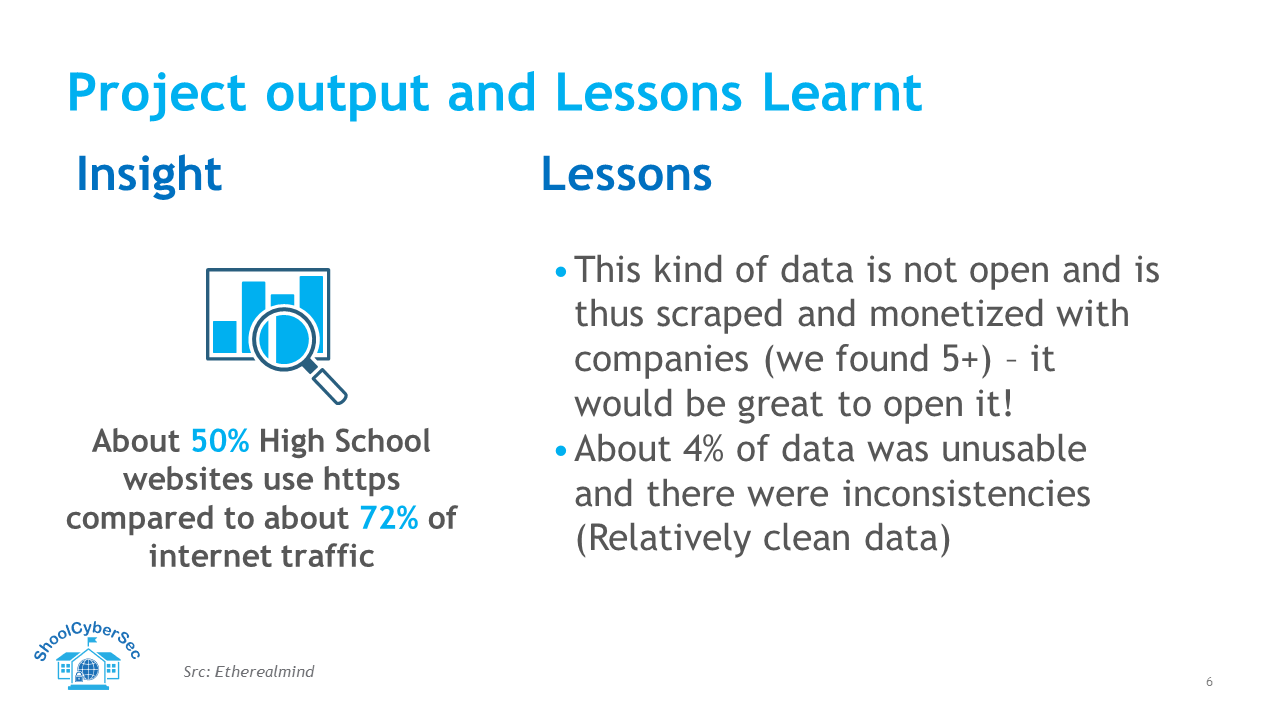 Project output and Lessons Learnt
Insight
About 50% High School
websites use https
compared to about 72% of
internet traffic
Lessons
•This kind of data is not open and is
thus scraped and monetized with
companies (we found 5+) – it
would be great to open it!
•About 4% of data was unusable
and there were inconsistencies
(Relatively clean data)
ShoolCyberSec
Src: Etherealmind
6